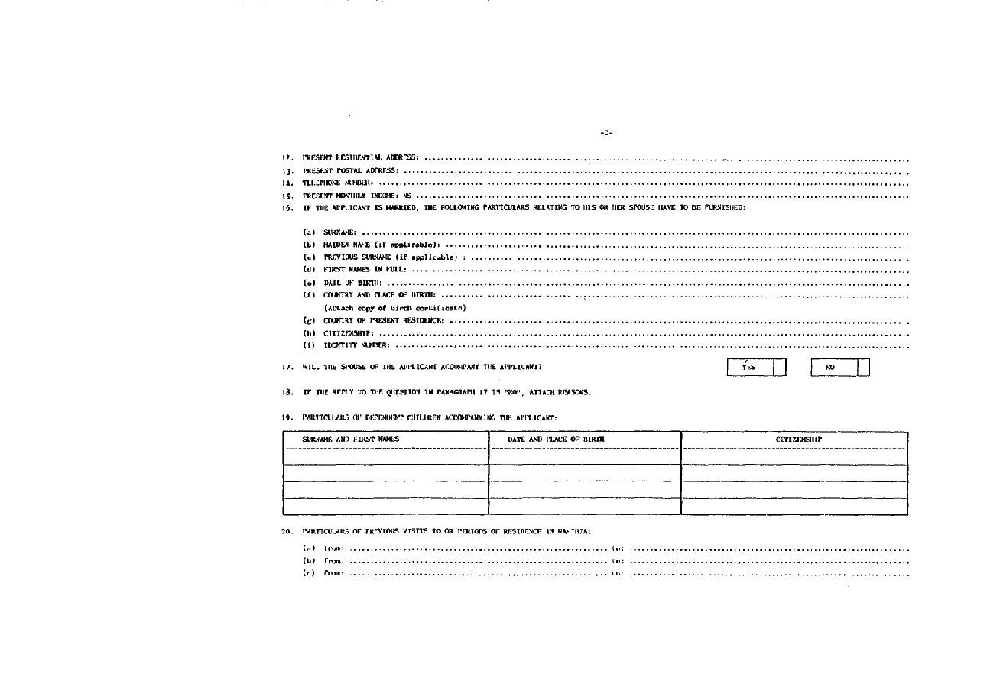 -2-
12. PRESENT RESIDENTIAL ADDRESS: ..........
13. PRESENT POSTAL ADDRESS: ..........
14. TELEPHONE NUMBER: ..........
15. PRESENT MONTHLY INCOME: N$ ..........
16. IF THE APPLICANT IS MARRIED, THE FOLLOWING PARTICULARS RELATING TO HIS OR HER SPOUSE HAVE TO BE FURNISHED:
(a) SURNAME: ..........
(b) MAIDEN NAME (if applicable): ..........
(c) PREVIOUS SURNAME (if applicable) : ..........
(d) FIRST NAMES IN FULL: ..........
(e) DATE OF BIRTH: ..........
(f) COUNTRY AND PLACE OF BIRTH: ..........
(Attach copy of birth certificate)
(g) COUNTRY OF PRESENT RESIDENCE: ..........
(h) CITIZENSHIP: ..........
(i) IDENTITY NUMBER: ..........
17. WILL THE SPOUSE OF THE APPLICANT ACCOMPANY THE APPLICANT? YES NO
18. IF THE REPLY TO THE QUESTION IN PARAGRAPH 17 IS "NO", ATTACH REASONS.
19. PARTICULARS OF DEPENDENT CHILDREN ACCOMPANYING THE APPLICANT:
SURNAME AND FIRST NAMES DATE AND PLACE OF BIRTH CITIZENSHIP
20. PARTICULARS OF PREVIOUS VISITS TO OR PERIODS OF RESIDENCE IN NAMIBIA:
(a) From: .......... to: ..........
(b) From: .......... to: ..........
(c) From: .......... to: ..........